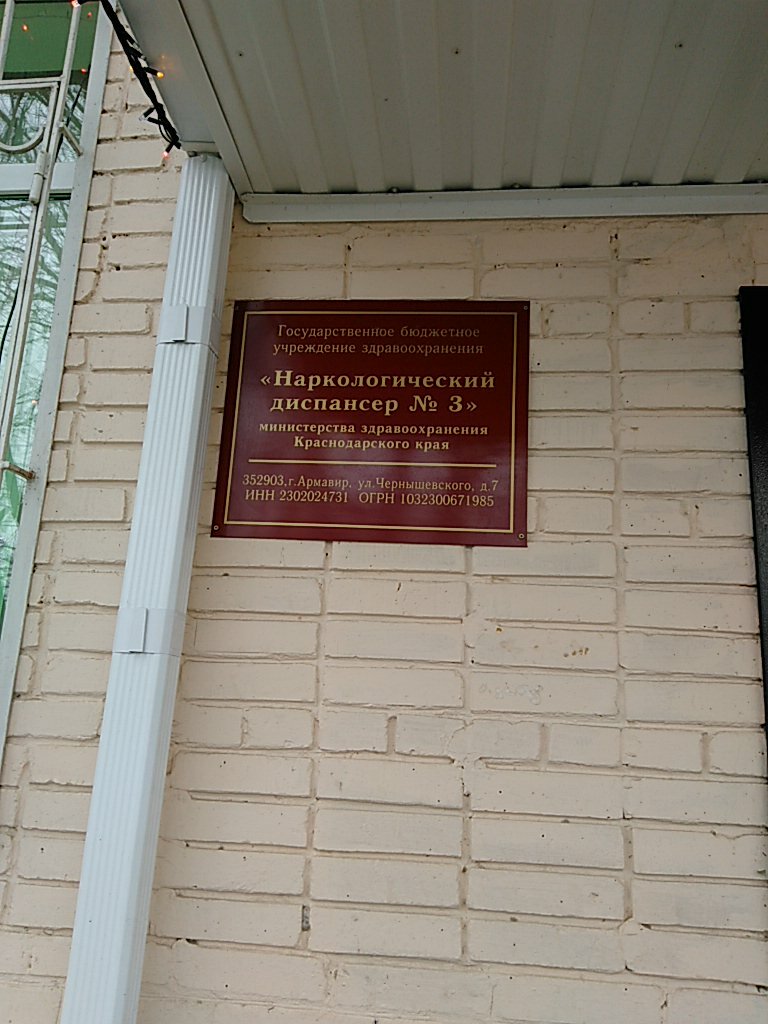 Государственное бюджетное
учреждение здравоохранения
«Наркологический
диспансер № 3»
министерства здравоохранения
Краснодарского края
352903, г.Армавир, ул.Чернышевского, д.7
ИНН 2302024731 ОГРН 1032300671985